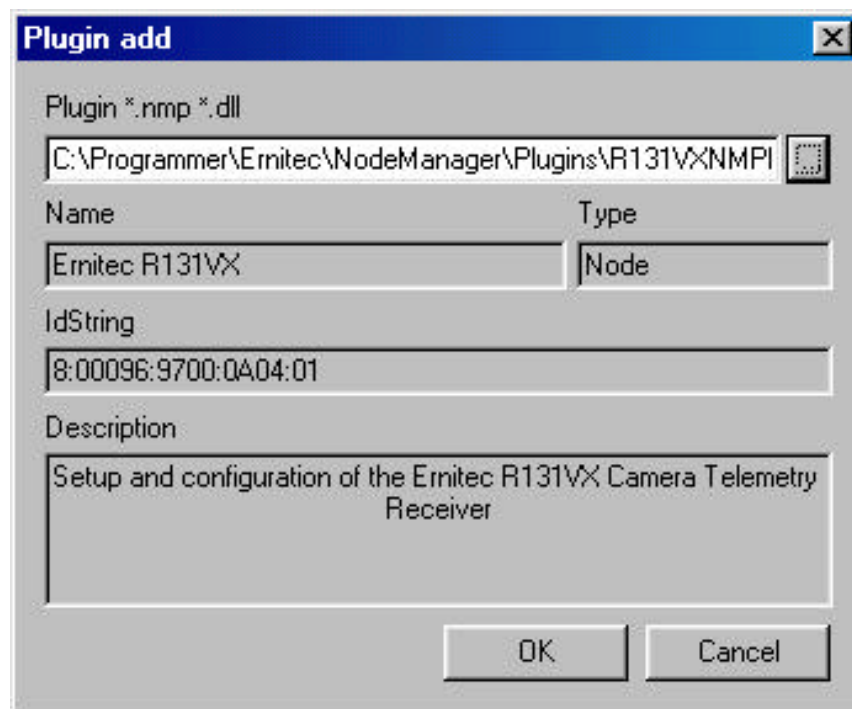 Plugin add
Plugin *.nmp *.dll
C:\Programmer\Ernitec\NodeManager\Plugins\R131VXNMPl
Name
Type
Ernitec R131VX
Node
IdString
8:00096:9700:0A04:01
Description
Setup and configuration of the Ernitec R131VX Camera Telemetry
Receiver
OK
Cancel